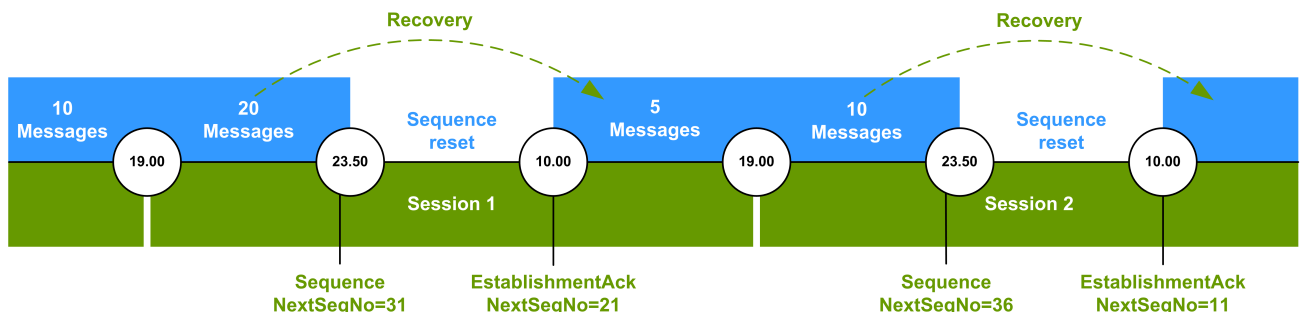 Recovery
Recovery
10
Messages
20
Messages
Sequence
reset
5
Messages
10
Messages
Sequence
reset
19.00
23.50
10.00
19.00
23.50
10.00
Session 1
Session 2
Sequence
NextSeqNo=31
EstablishmentAck
NextSeqNo=21
Sequence
NextSeqNo=36
EstablishmentAck
NextSeqNo=11